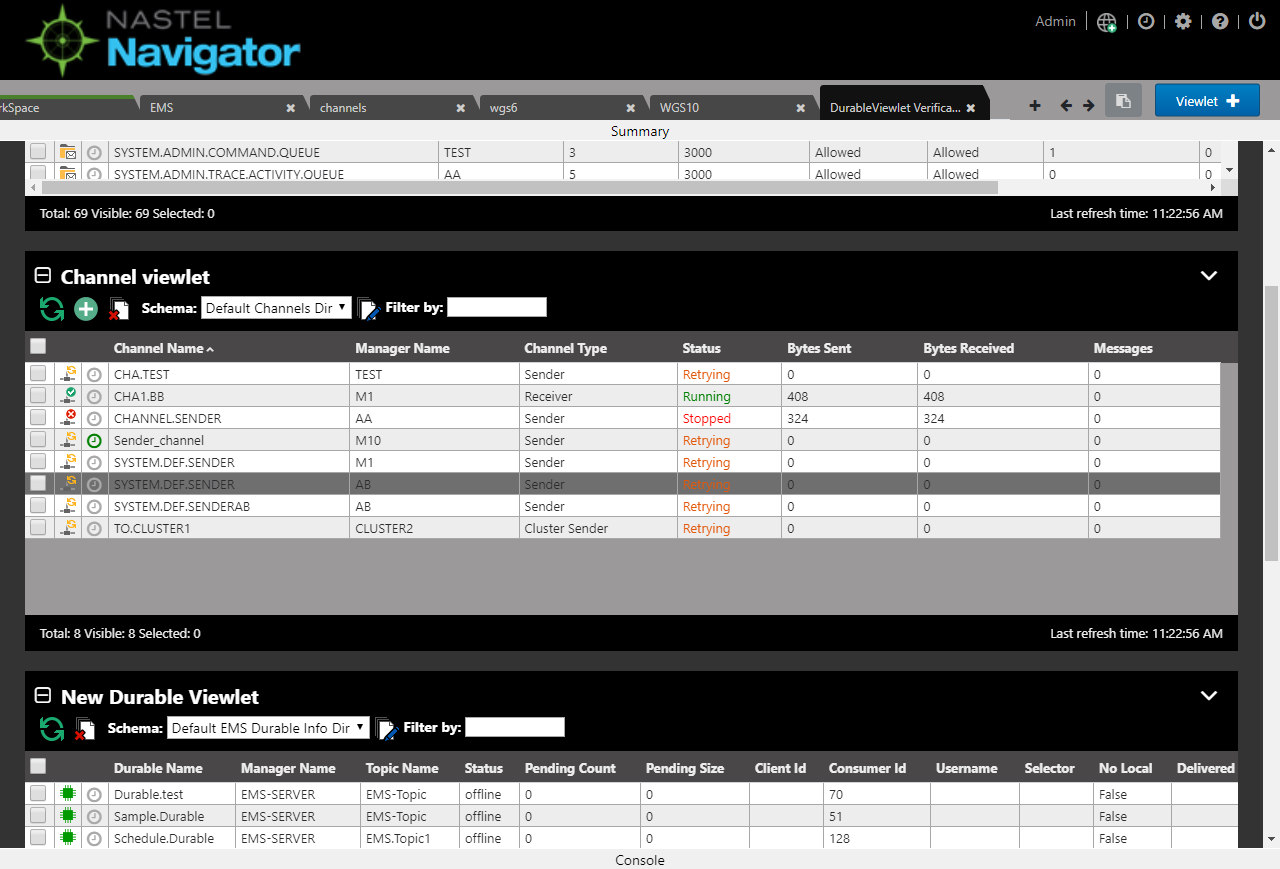 NASTEL
Navigator
Admin
rkSpace EMS channels wgs6 WGS10 DurableViewlet Verifica... Viewlet
Summary
SYSTEM.ADMIN.COMMAND.QUEUE TEST 3 3000 Allowed Allowed 1 0
SYSTEM.ADMIN.TRACE.ACTIVITY.QUEUE AA 5 3000 Allowed Allowed 0 0
Total: 69 Visible: 69 Selected: 0 Last refresh time: 11:22:56 AM
Channel viewlet
Schema: Default Channels Dir Filter by:
Channel Name Manager Name Channel Type Status Bytes Sent Bytes Received Messages
CHA.TEST TEST Sender Retrying 0 0 0
CHA1.BB M1 Receiver Running 408 408 0
CHANNEL.SENDER AA Sender Stopped 324 324 0
Sender_channel M10 Sender Retrying 0 0 0
SYSTEM.DEF.SENDER M1 Sender Retrying 0 0 0
SYSTEM.DEF.SENDER AB Sender Retrying 0 0 0
SYSTEM.DEF.SENDERAB AB Sender Retrying 0 0 0
TO.CLUSTER1 CLUSTER2 Cluster Sender Retrying 0 0 0
Total: 8 Visible: 8 Selected: 0 Last refresh time: 11:22:56 AM
New Durable Viewlet
Schema: Default EMS Durable Info Dir Filter by:
Durable Name Manager Name Topic Name Status Pending Count Pending Size Client Id Consumer Id Username Selector No Local Delivered
Durable.test EMS-SERVER EMS-Topic offline 0 0 70 False
Sample.Durable EMS-SERVER EMS-Topic offline 0 0 51 False
Schedule.Durable EMS-SERVER EMS.Topic1 offline 0 0 128 False
Console